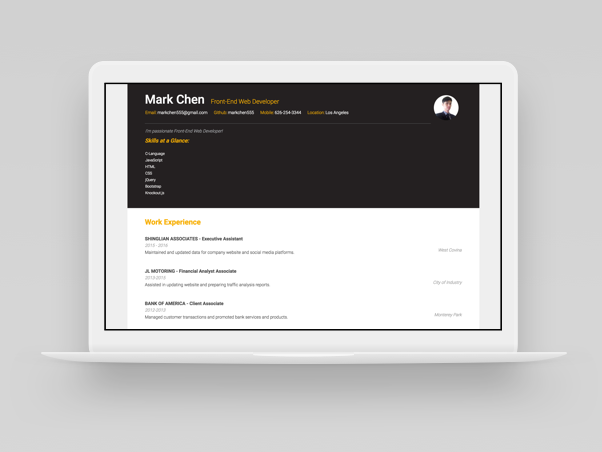 Mark Chen Front-End Web Developer
Email: markchen555@gmail.com Github: markchen555 Mobile: 626-254-3344 Location: Los Angeles
I'm passionate Front-End Web Developer!
Skills at a Glance:
C-Language
JavaScript
HTML
CSS
jQuery
Bootstrap
Knockout.js
Work Experience
SHINGLIAN ASSOCIATES - Executive Assistant
2015 - 2016
West Covina
Maintained and updated data for company website and social media platforms.
JL MOTORING - Financial Analyst Associate
2013-2015
City of Industry
Assisted in updating website and preparing traffic analysis reports.
BANK OF AMERICA - Client Associate
2012-2013
Monterey Park
Managed customer transactions and promoted bank services and products.